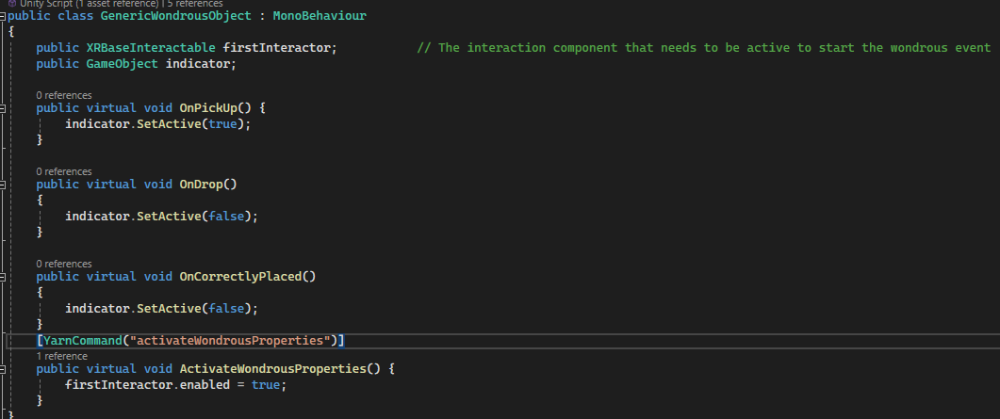 Unity Script (1 asset reference) | 5 references
public class GenericWondrousObject : MonoBehaviour
{
public XRBaseInteractable firstInteractor; // The interaction component that needs to be active to start the wondrous event
public GameObject indicator;
0 references
public virtual void OnPickUp() {
indicator.SetActive(true);
}
0 references
public virtual void OnDrop()
{
indicator.SetActive(false);
}
0 references
public virtual void OnCorrectlyPlaced()
{
indicator.SetActive(false);
}
[YarnCommand("activateWondrousProperties")]
1 reference
public virtual void ActivateWondrousProperties() {
firstInteractor.enabled = true;
}
}